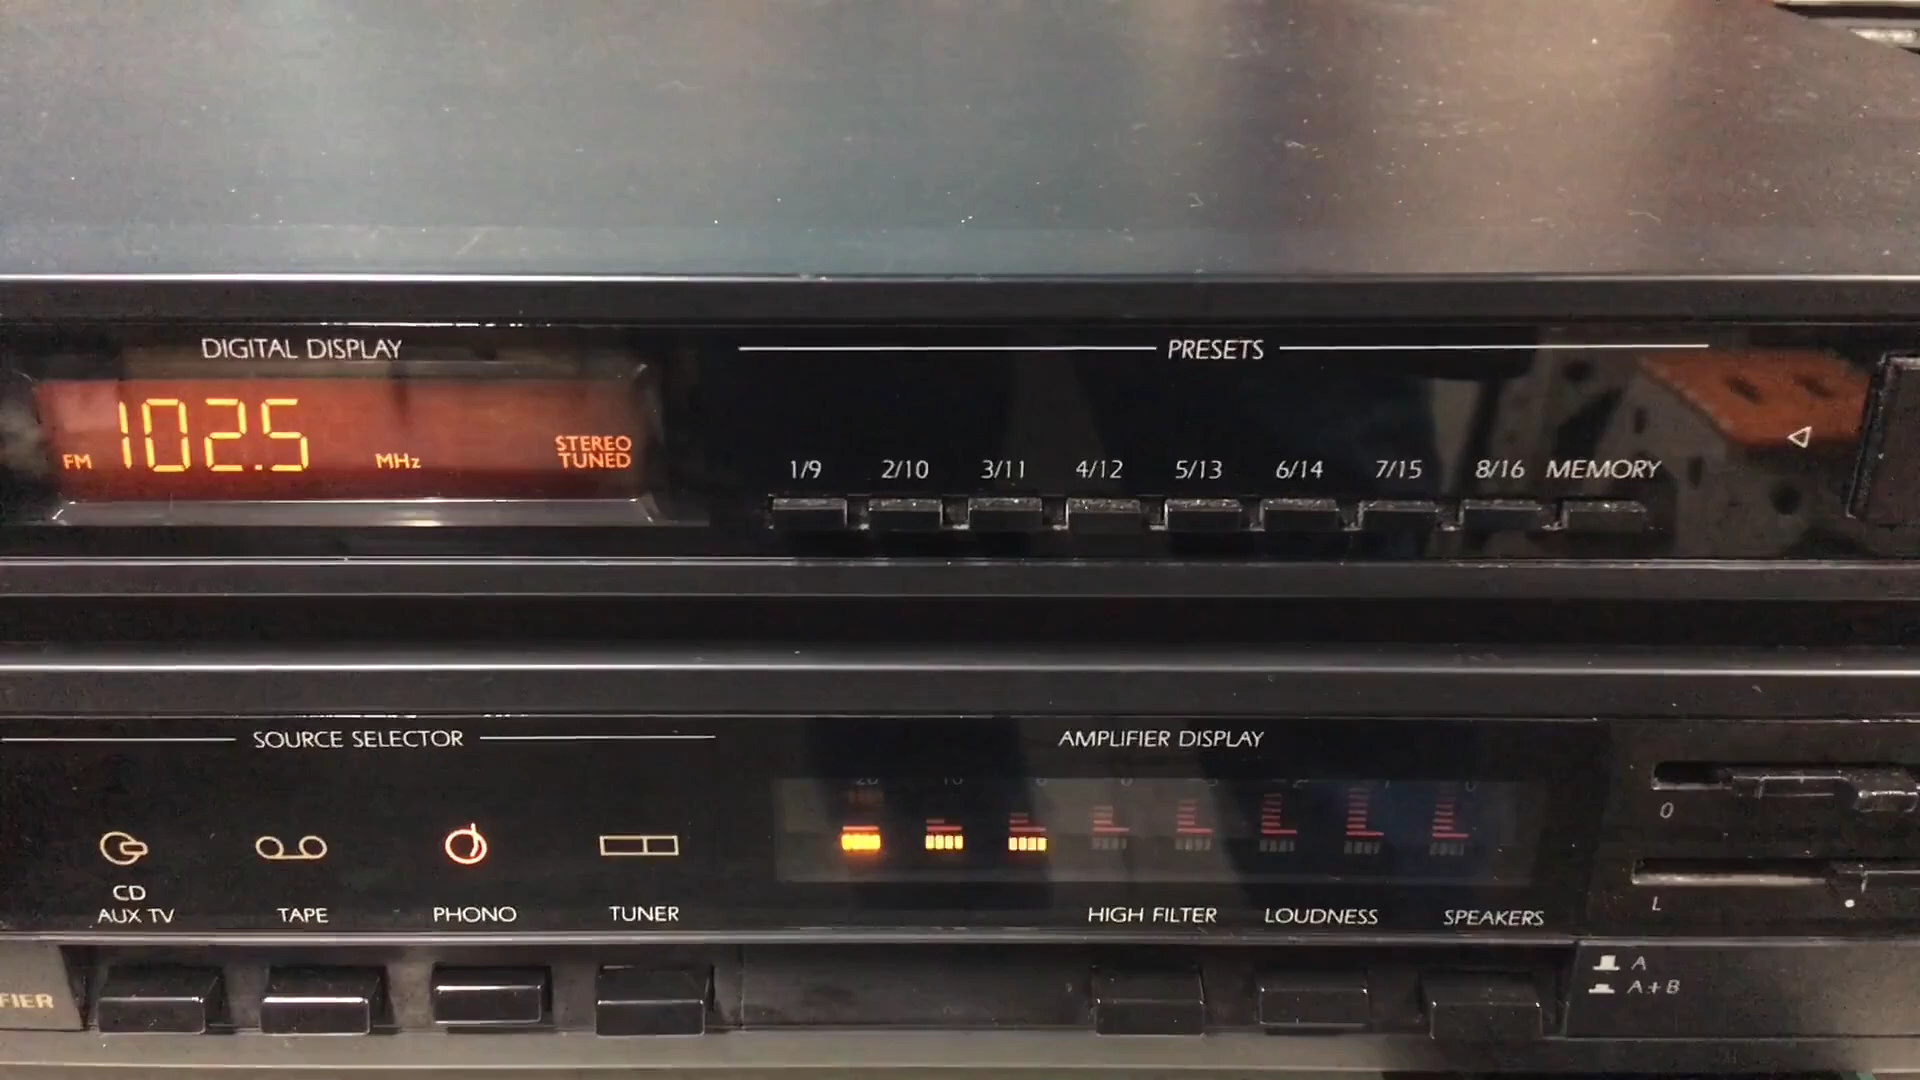 DIGITAL DISPLAY
PRESETS
FM 102.5 MHz STEREO
TUNED
1/9 2/10 3/11 4/12 5/13 6/14 7/15 8/16 MEMORY
SOURCE SELECTOR
AMPLIFIER DISPLAY
0
CD
AUX TV TAPE PHONO TUNER
HIGH FILTER LOUDNESS SPEAKERS
L
A
A+B
FIER